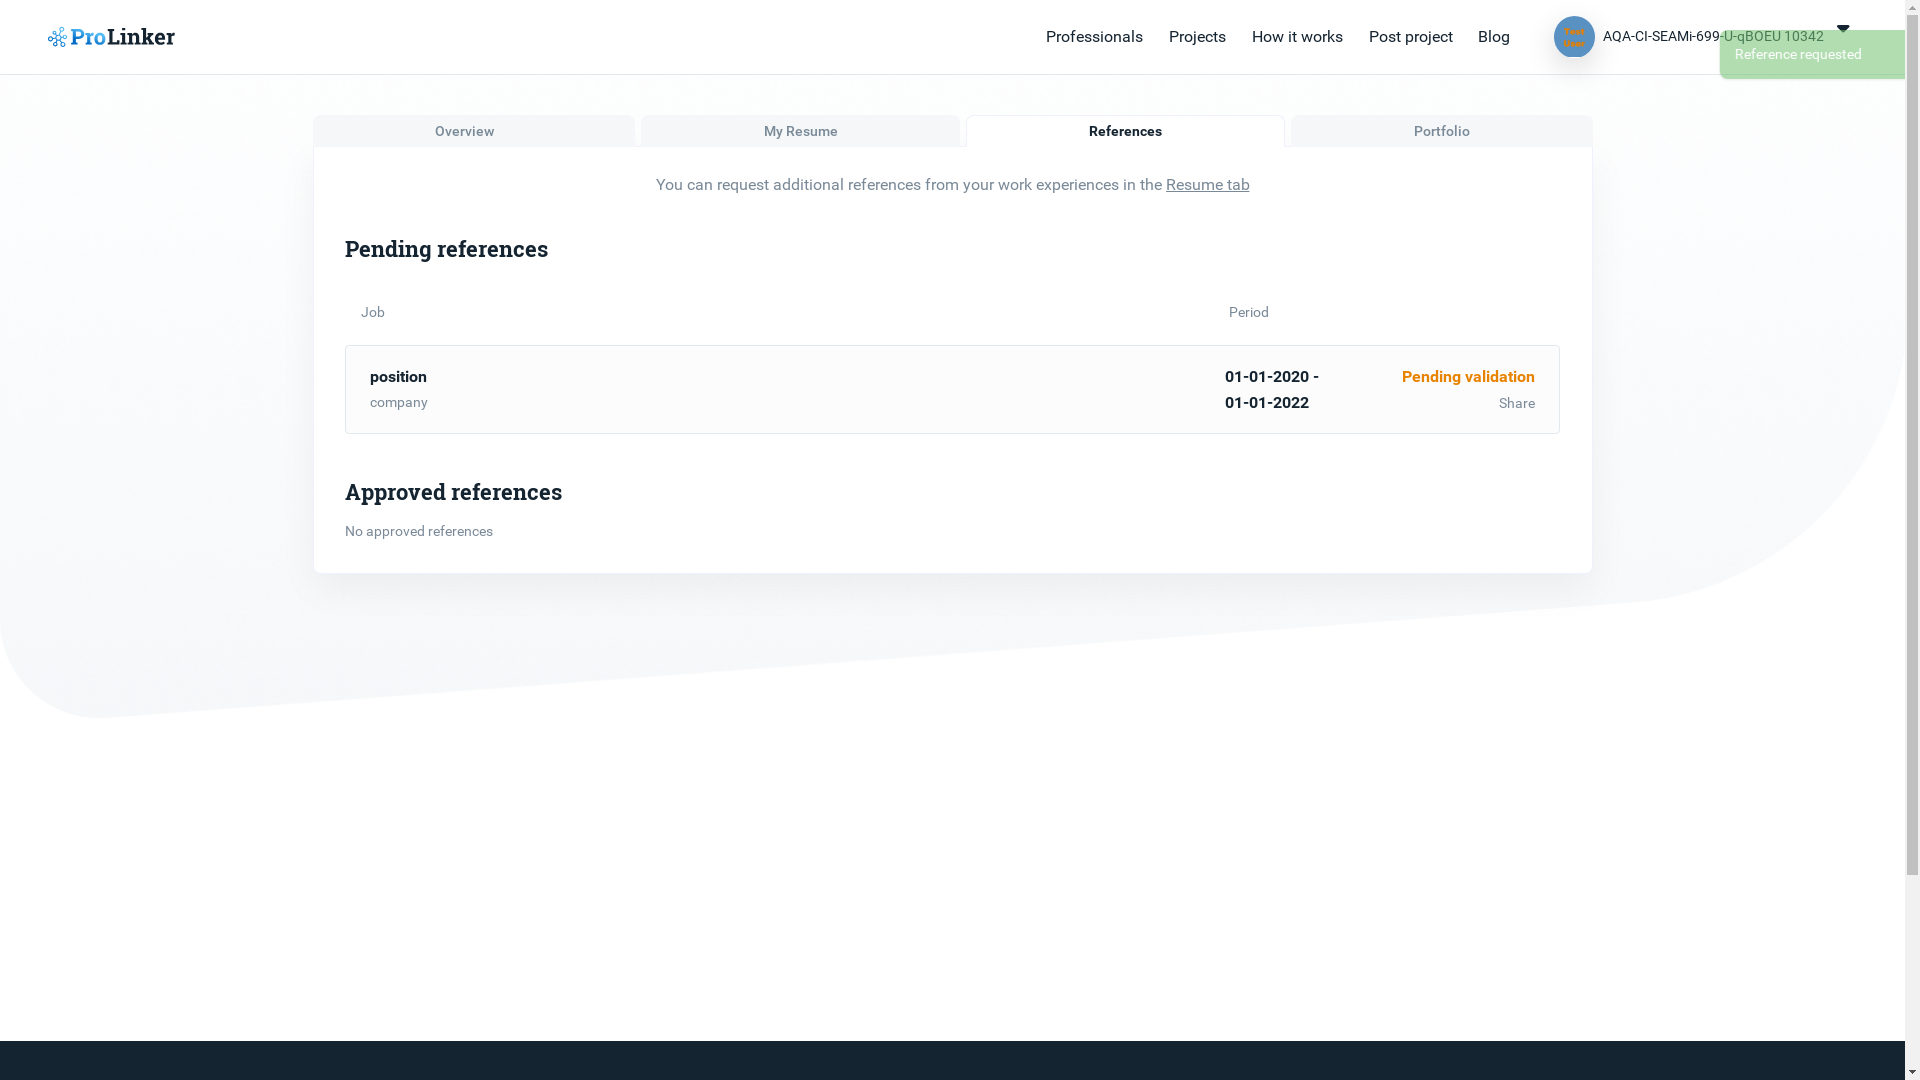 ProLinker
Professionals
Projects
How it works
Post project
Blog
Test User
AQA-CI-SEAMi-699-U-qBOEU 10342
Reference requested
Overview
My Resume
References
Portfolio
You can request additional references from your work experiences in the Resume tab
Pending references
Job
Period
position
company
01-01-2020 -
01-01-2022
Pending validation
Share
Approved references
No approved references